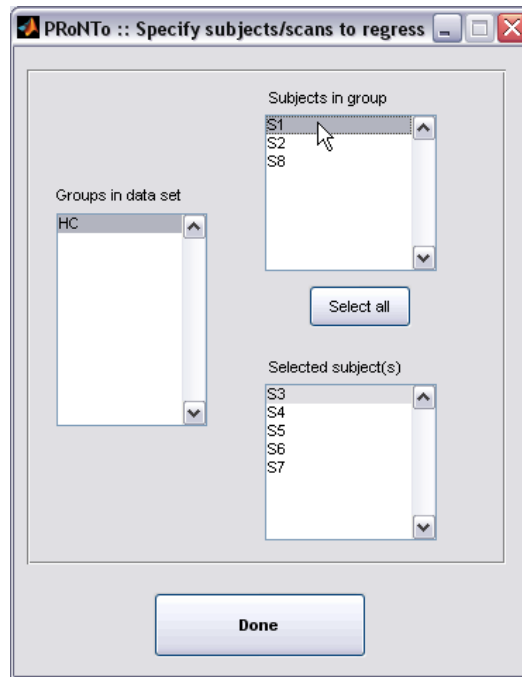 PRoNTo :: Specify subjects/scans to regress
Subjects in group
S1
S2
S8
Groups in data set
HC
Select all
Selected subject(s)
S3
S4
S5
S6
S7
Done